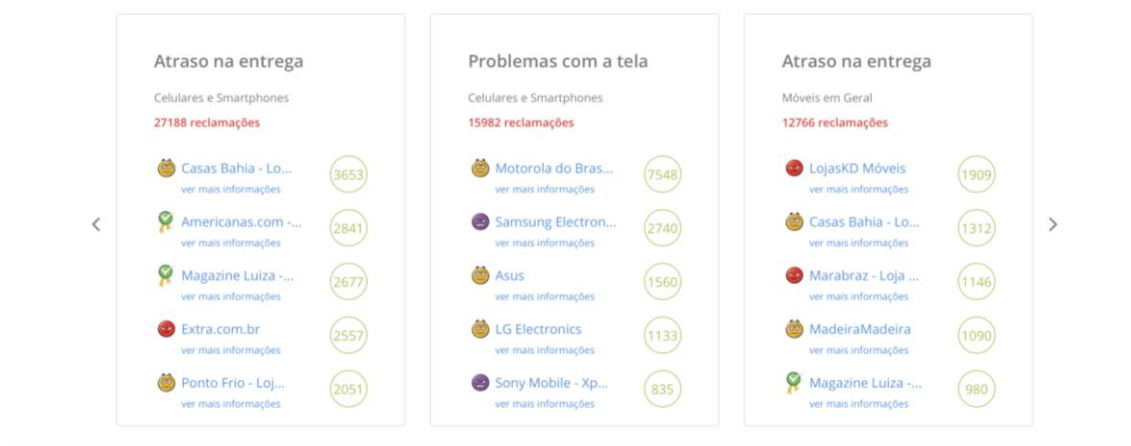 Atraso na entrega
Celulares e Smartphones
27188 reclamações
Casas Bahia - Lo... 3653
ver mais informações
Americanas.com -... 2841
ver mais informações
Magazine Luiza -... 2677
ver mais informações
Extra.com.br 2557
ver mais informações
Ponto Frio - Loj... 2051
ver mais informações
Problemas com a tela
Celulares e Smartphones
15982 reclamações
Motorola do Bras... 7548
ver mais informações
Samsung Electron... 2740
ver mais informações
Asus 1560
ver mais informações
LG Electronics 1133
ver mais informações
Sony Mobile - Xp... 835
ver mais informações
Atraso na entrega
Móveis em Geral
12766 reclamações
LojasKD Móveis 1909
ver mais informações
Casas Bahia - Lo... 1312
ver mais informações
Marabraz - Loja ... 1146
ver mais informações
MadeiraMadeira 1090
ver mais informações
Magazine Luiza -... 980
ver mais informações